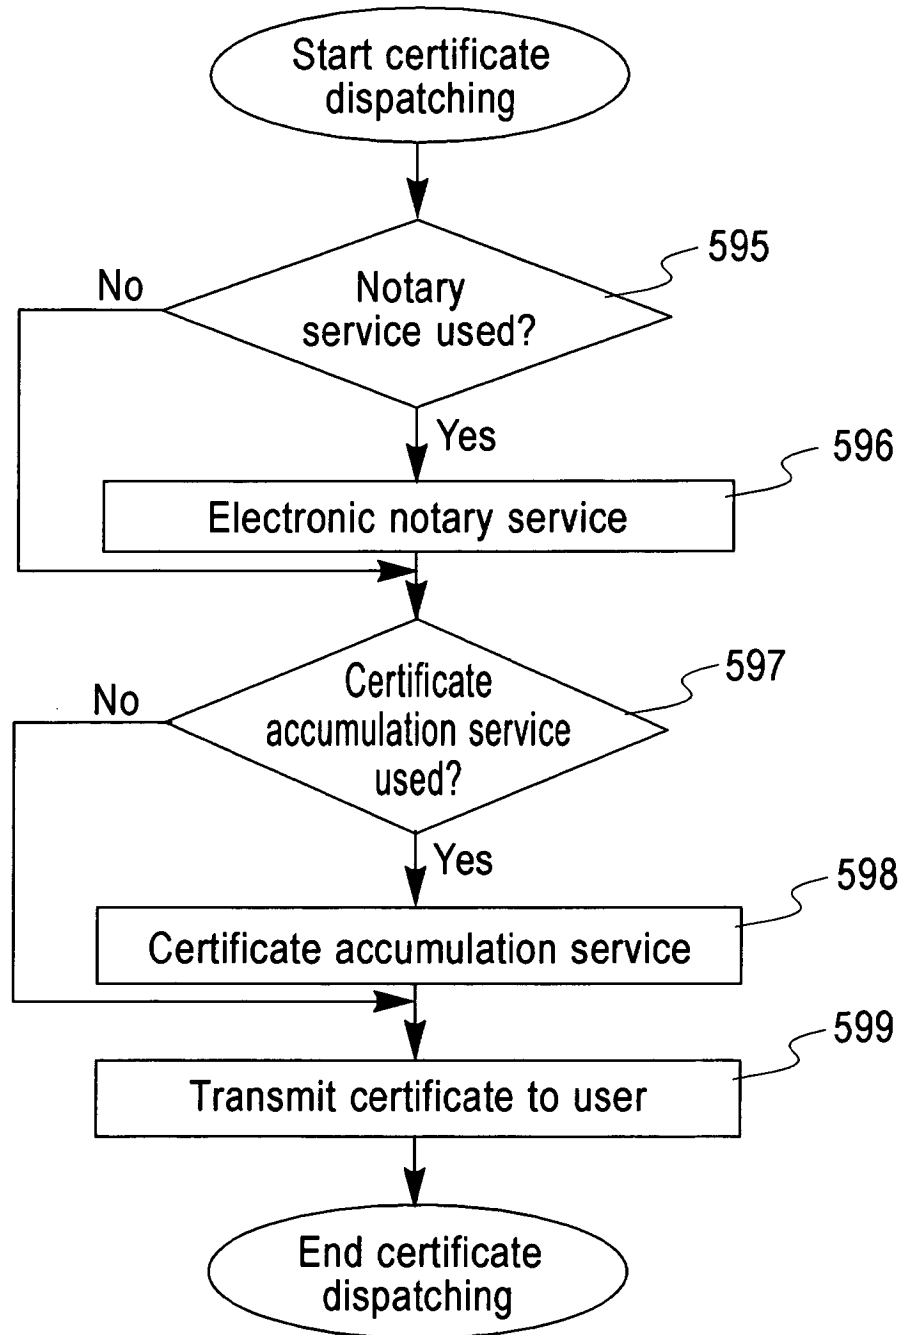 Start certificate
dispatching
595
No
Notary
service used?
Yes
596
Electronic notary service
597
No
Certificate
accumulation service
used?
Yes
598
Certificate accumulation service
599
Transmit certificate to user
End certificate
dispatching